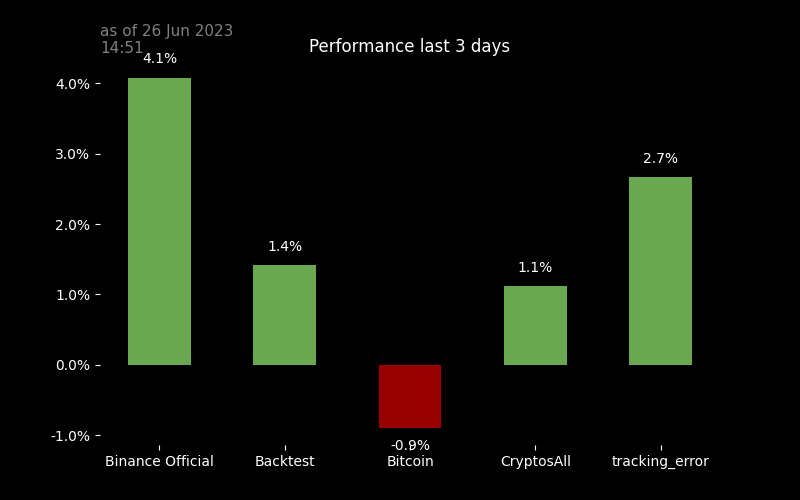 as of 26 Jun 2023
14:51
Performance last 3 days
4.1%
4.0%
3.0%
2.7%
2.0%
1.4%
1.1%
1.0%
0.0%
-1.0%
-0.9%
Binance Official
Backtest
Bitcoin
CryptosAll
tracking_error